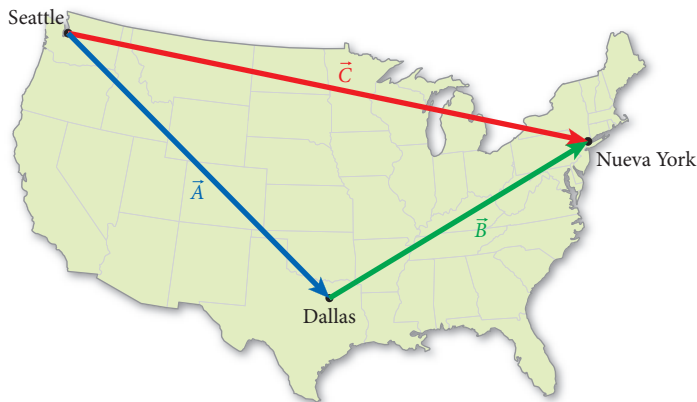 Seattle
C⃗
Nueva York
A⃗
B⃗
Dallas